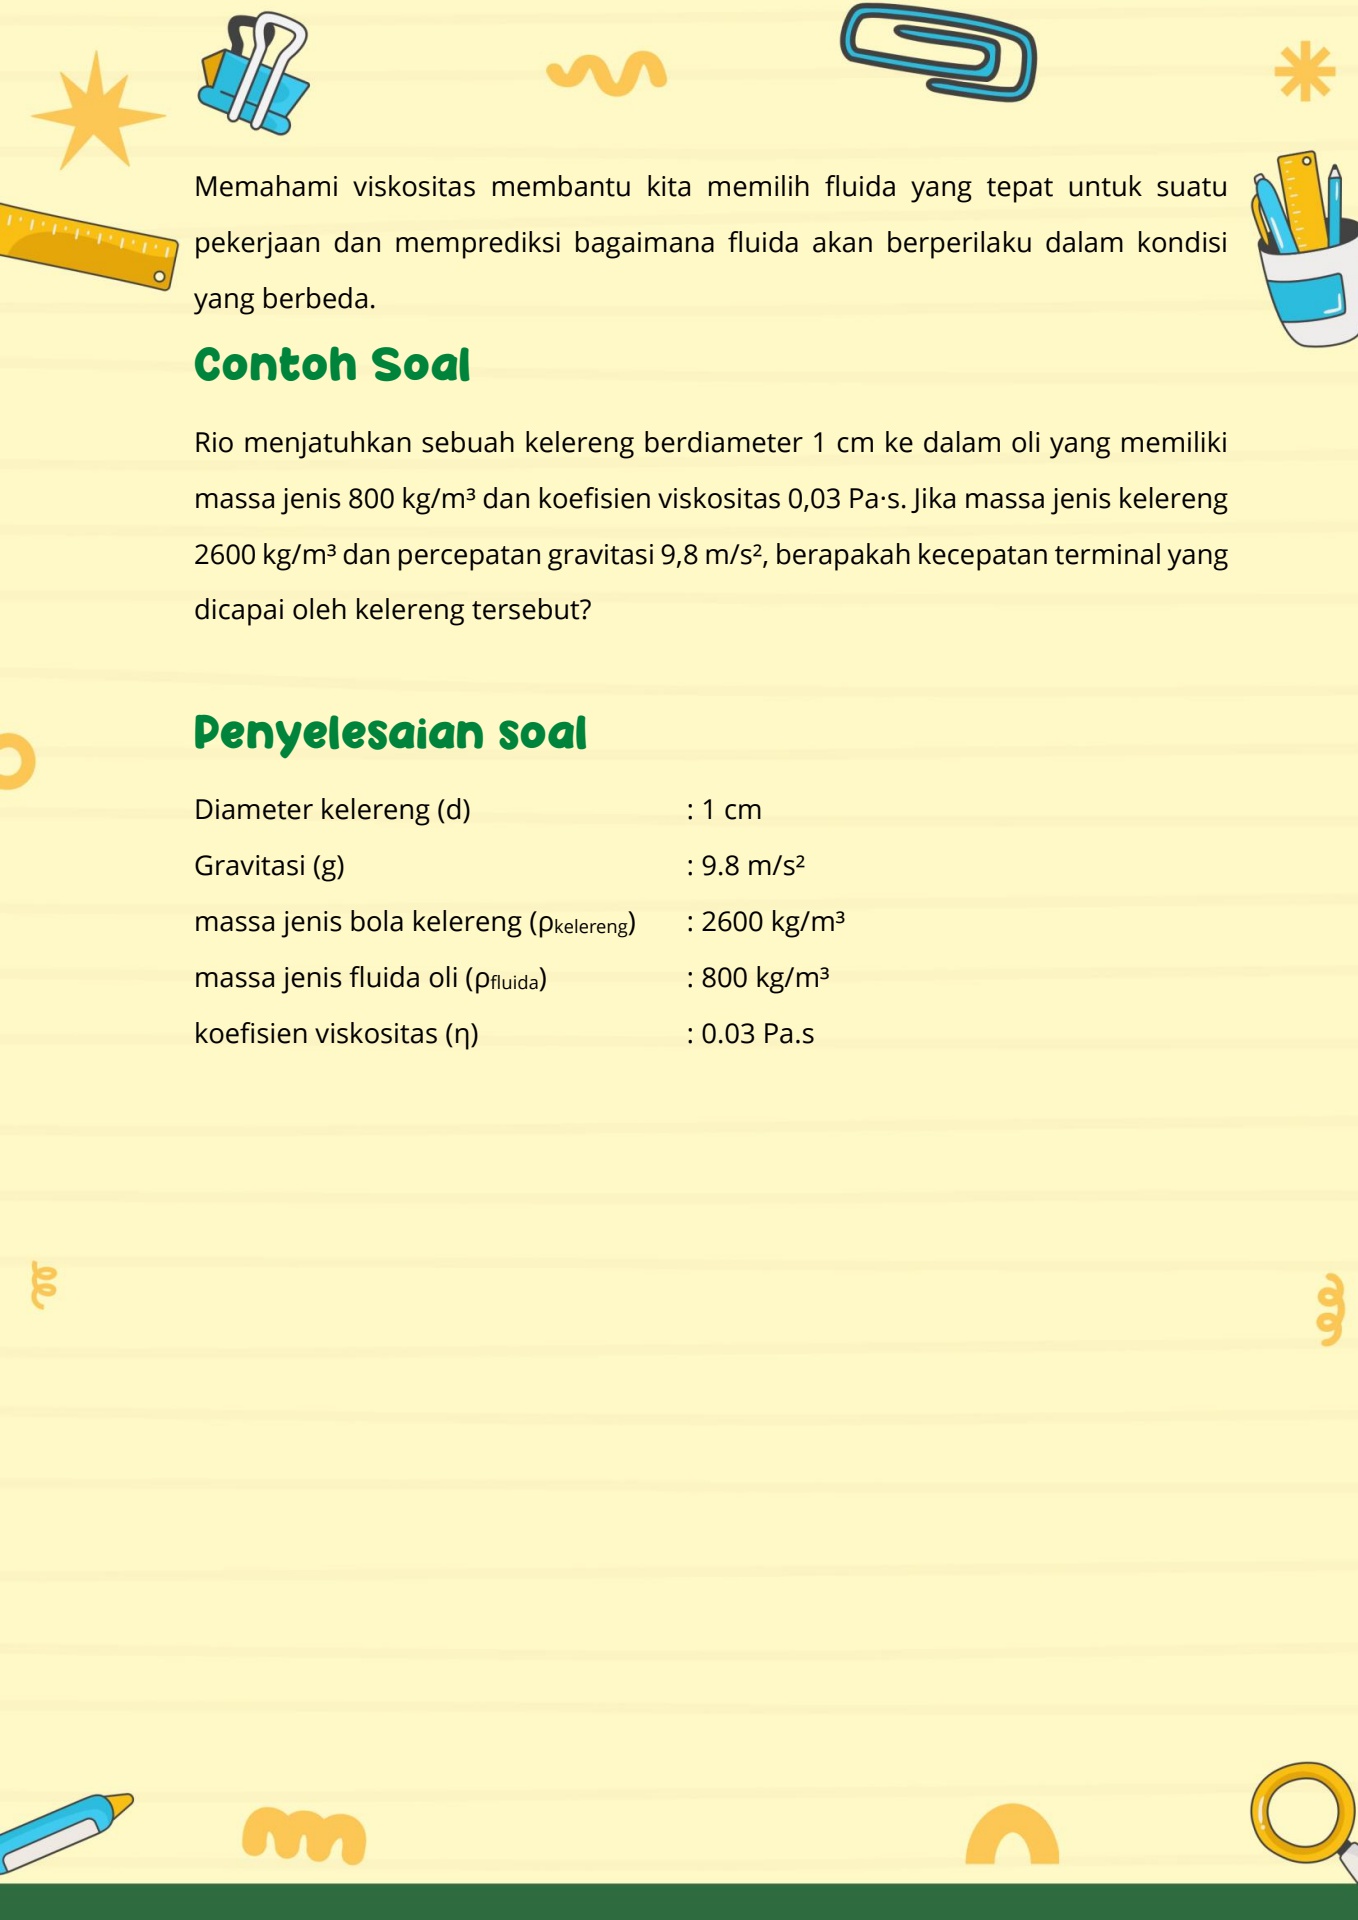 Memahami viskositas membantu kita memilih fluida yang tepat untuk suatu
pekerjaan dan memprediksi bagaimana fluida akan berperilaku dalam kondisi
yang berbeda.
Contoh Soal
Rio menjatuhkan sebuah kelereng berdiameter 1 cm ke dalam oli yang memiliki
massa jenis 800 kg/m³ dan koefisien viskositas 0,03 Pa·s. Jika massa jenis kelereng
2600 kg/m³ dan percepatan gravitasi 9,8 m/s², berapakah kecepatan terminal yang
dicapai oleh kelereng tersebut?
Penyelesaian soal
Diameter kelereng (d) : 1 cm
Gravitasi (g) : 9.8 m/s²
massa jenis bola kelereng (ρkelereng) : 2600 kg/m³
massa jenis fluida oli (ρfluida) : 800 kg/m³
koefisien viskositas (η) : 0.03 Pa.s